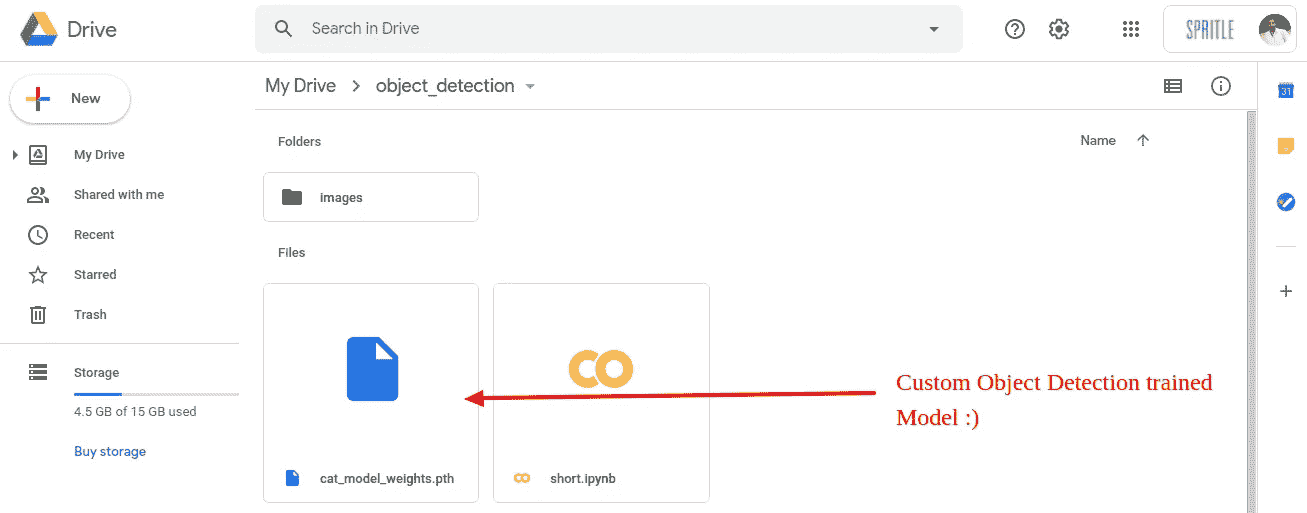 Drive
Search in Drive
SPRITLE
New
My Drive
Shared with me
Recent
Starred
Trash
Storage
4.5 GB of 15 GB used
Buy storage
My Drive > object_detection
Folders
Name
images
Files
cat_model_weights.pth
CO
short.ipynb
Custom Object Detection trained
Model :)
31